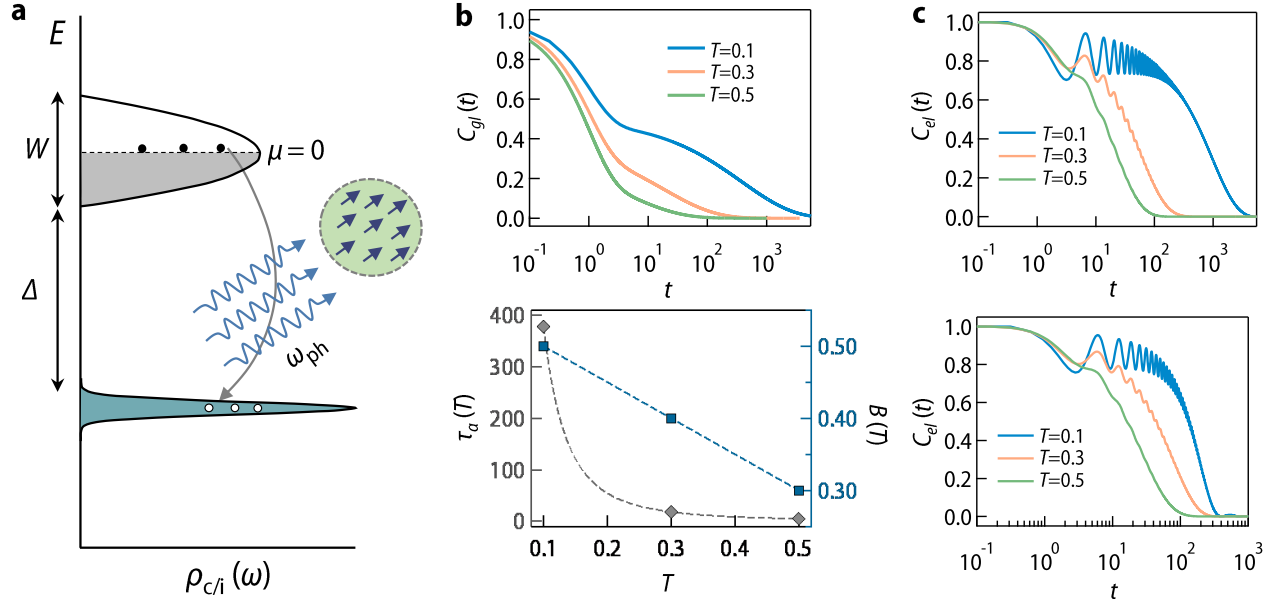 a
E
W
μ = 0
Δ
ω_ph
ρ_c/i (ω)
b
C_gl (t)
1.0
0.8
0.6
0.4
0.2
0.0
T=0.1
T=0.3
T=0.5
10^-1 10^0 10^1 10^2 10^3
t
τ_a (T)
400
300
200
100
0
0.50
0.40
0.30
B (T)
0.1 0.2 0.3 0.4 0.5
T
c
C_el (t)
1.0
0.8
0.6
0.4
0.2
0.0
T=0.1
T=0.3
T=0.5
10^-1 10^0 10^1 10^2 10^3
t
C_el (t)
1.0
0.8
0.6
0.4
0.2
0.0
T=0.1
T=0.3
T=0.5
10^-1 10^0 10^1 10^2 10^3
t